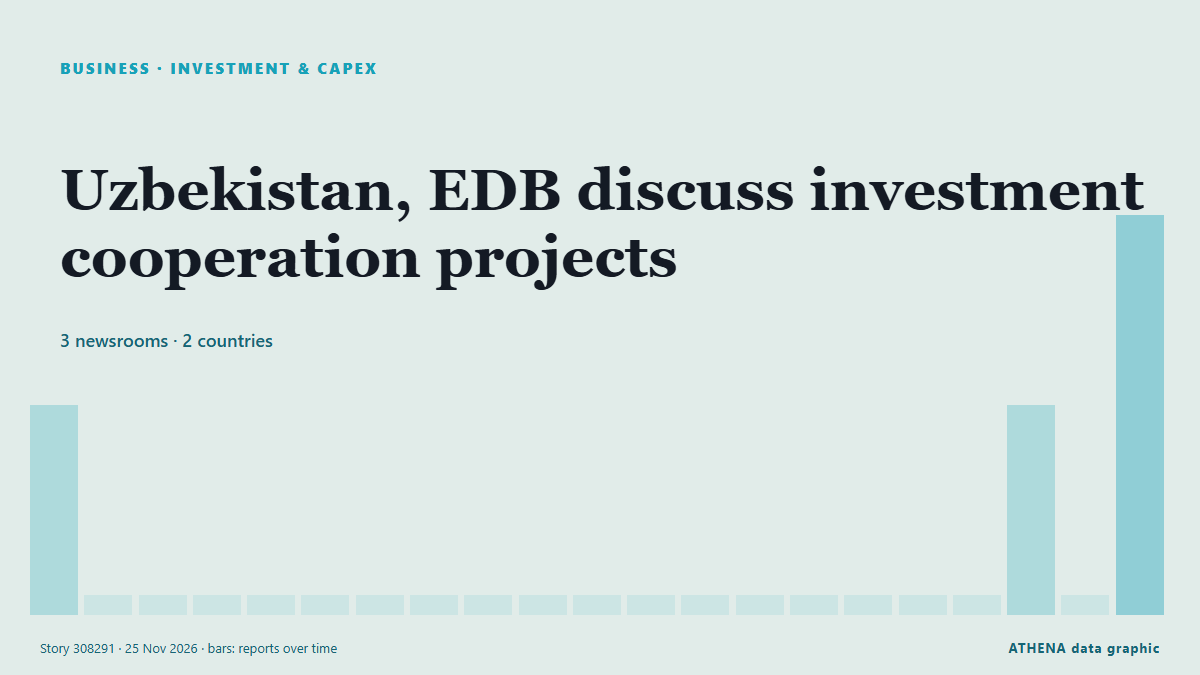 BUSINESS · INVESTMENT & CAPEX
Uzbekistan, EDB discuss investment
cooperation projects
3 newsrooms · 2 countries
Story 308291 · 25 Nov 2026 · bars: reports over time
ATHENA data graphic